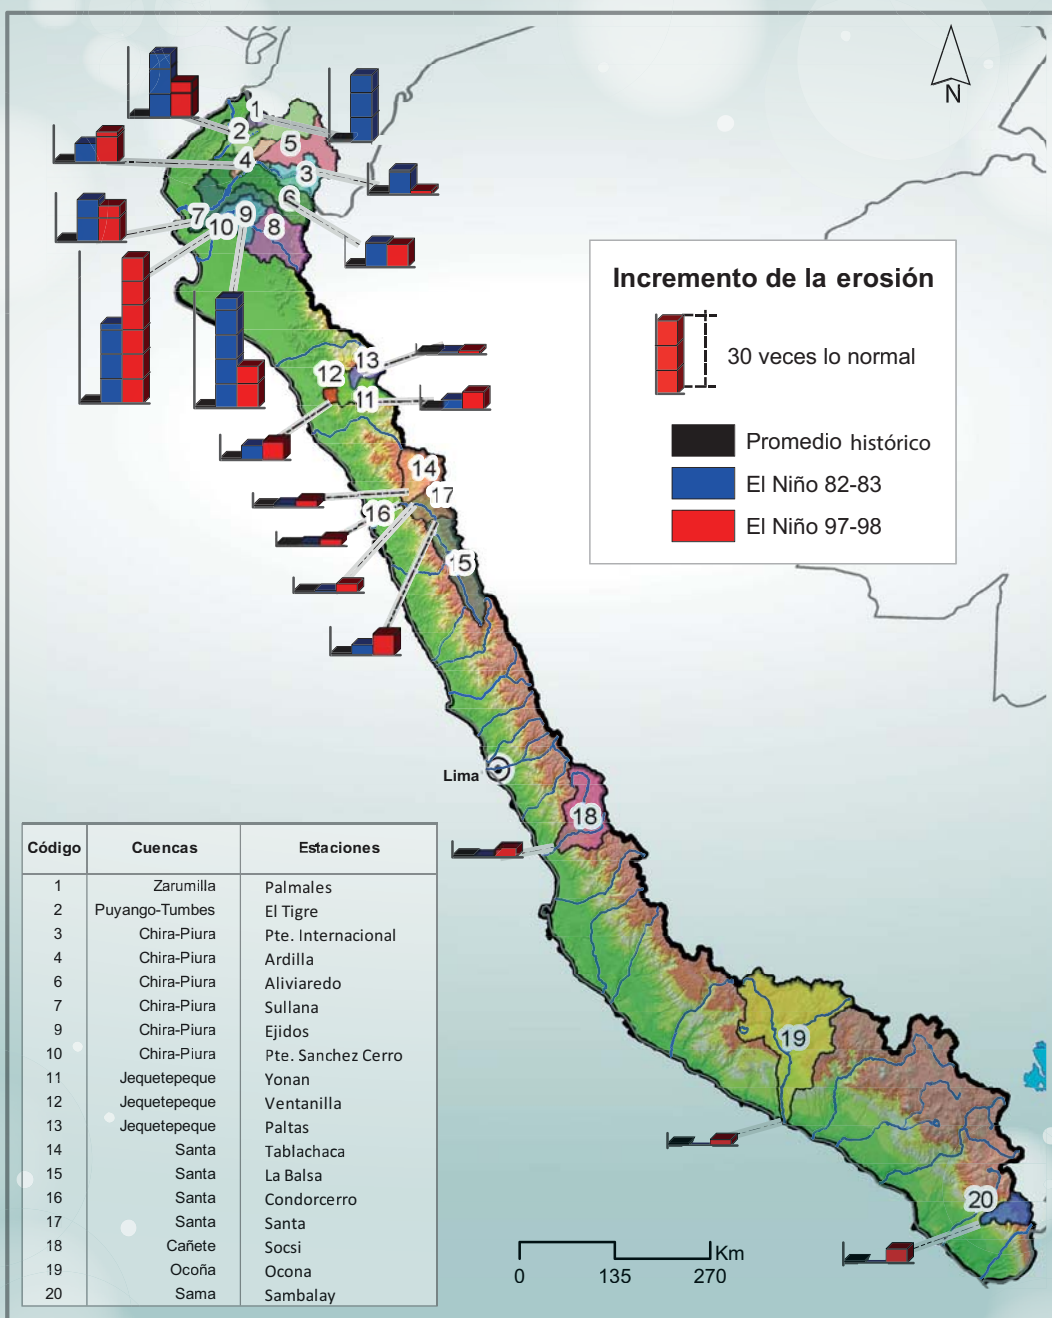 N
1
2
5
4
3
6
7
9
10
8
Incremento de la erosión
30 veces lo normal
Promedio histórico
El Niño 82-83
El Niño 97-98
13
12
11
14
17
16
15
Lima
18
19
20
Código Cuencas Estaciones
1 Zarumilla Palmales
2 Puyango-Tumbes El Tigre
3 Chira-Piura Pte. Internacional
4 Chira-Piura Ardilla
6 Chira-Piura Aliviaredo
7 Chira-Piura Sullana
9 Chira-Piura Ejidos
10 Chira-Piura Pte. Sanchez Cerro
11 Jequetepeque Yonan
12 Jequetepeque Ventanilla
13 Jequetepeque Paltas
14 Santa Tablachaca
15 Santa La Balsa
16 Santa Condorcerro
17 Santa Santa
18 Cañete Socsi
19 Ocoña Ocona
20 Sama Sambalay
Km
0 135 270